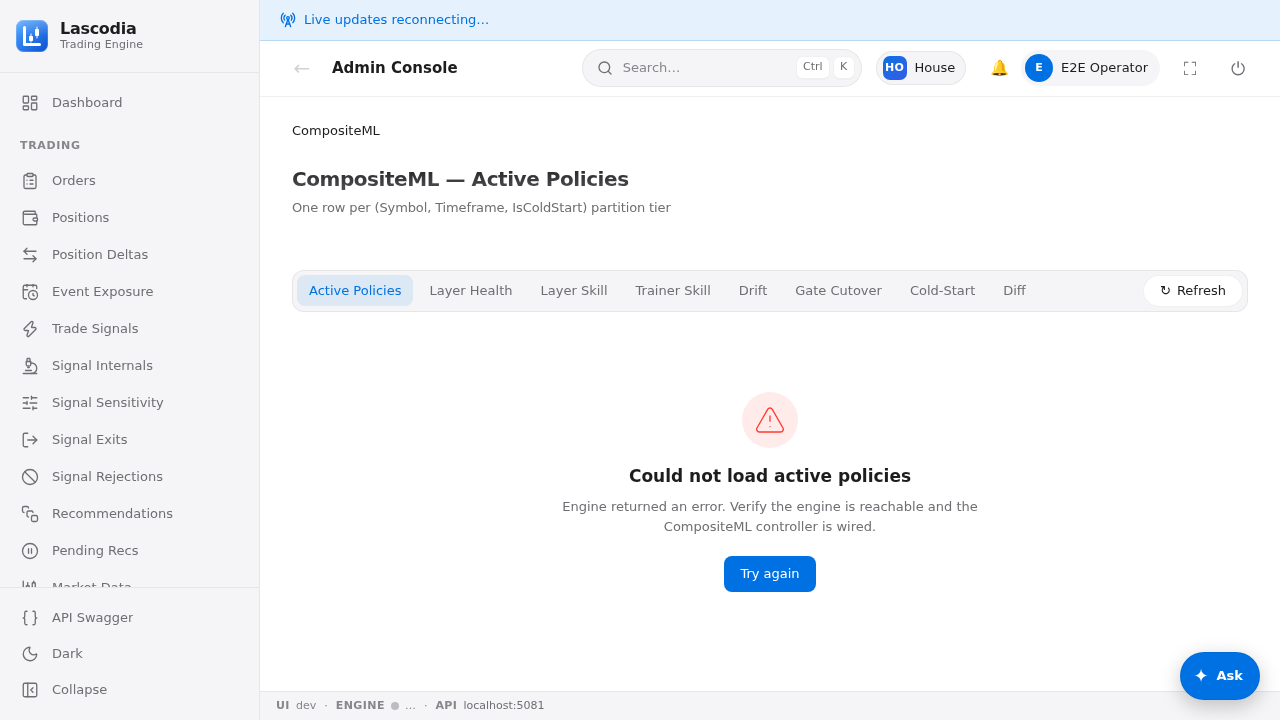 Lascodia
Trading Engine
Dashboard
TRADING
Orders
Positions
Position Deltas
Event Exposure
Trade Signals
Signal Internals
Signal Sensitivity
Signal Exits
Signal Rejections
Recommendations
Pending Recs
Market Data
API Swagger
Dark
Collapse
Live updates reconnecting…
← Admin Console
Search… Ctrl K
HO House
E E2E Operator
CompositeML
CompositeML — Active Policies
One row per (Symbol, Timeframe, IsColdStart) partition tier
Active Policies Layer Health Layer Skill Trainer Skill Drift Gate Cutover Cold-Start Diff ↻ Refresh
Could not load active policies
Engine returned an error. Verify the engine is reachable and the
CompositeML controller is wired.
Try again
✦ Ask
UI dev · ENGINE … · API localhost:5081